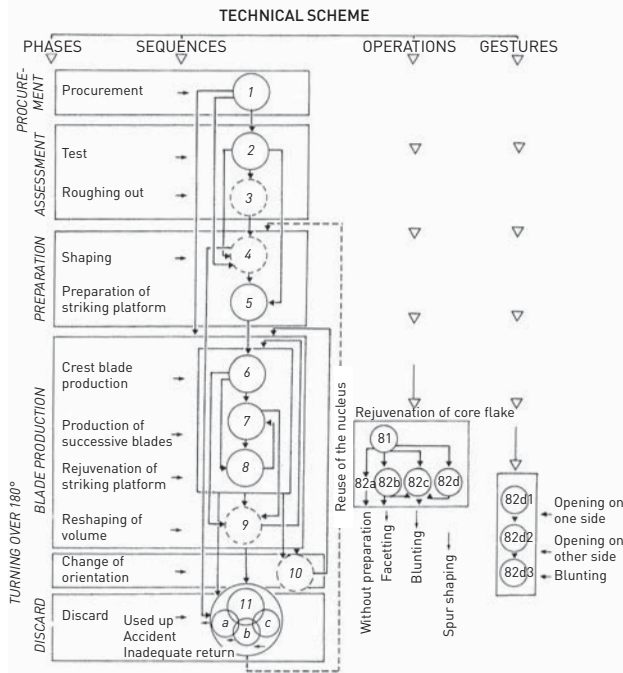 TECHNICAL SCHEME
PHASES
SEQUENCES
OPERATIONS
GESTURES
PROCURE-
MENT
Procurement
1
ASSESSMENT
Test
2
Roughing out
3
PREPARATION
Shaping
4
Preparation of
striking platform
5
BLADE PRODUCTION
Crest blade
production
6
Production of
successive blades
7
Rejuvenation of
striking platform
8
Reshaping of
volume
9
TURNING OVER 180°
Change of
orientation
10
DISCARD
Discard
11
a
b
c
Used up
Accident
Inadequate return
Reuse of the nucleus
Rejuvenation of core flake
81
82a
82b
82c
82d
Without preparation
Facetting
Blunting
Spur shaping
82d1
Opening on
one side
82d2
Opening on
other side
82d3
Blunting